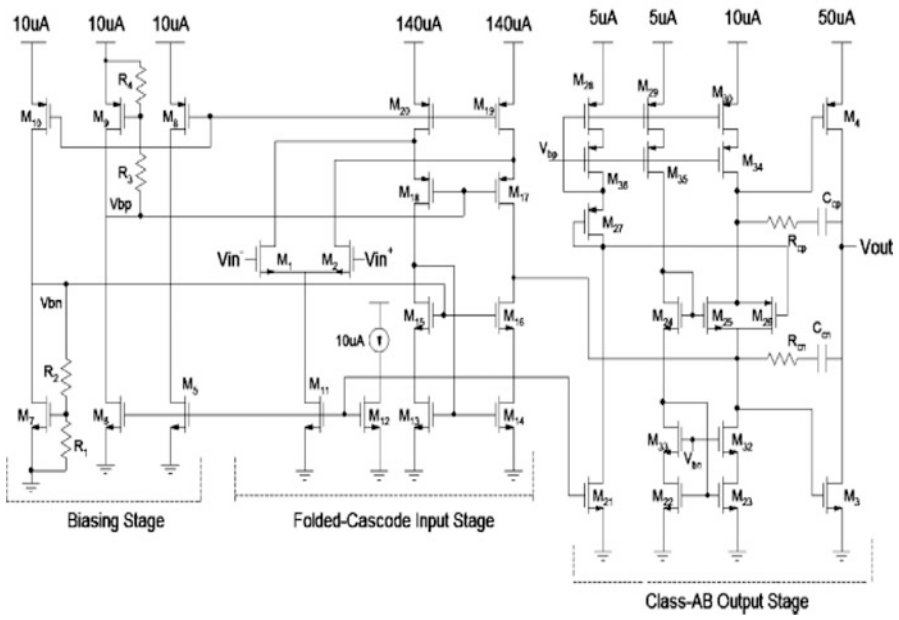 10uA 10uA 10uA 140uA 140uA 5uA 5uA 10uA 50uA
R4
M10 M9 M8 M20 M19 M28 M29 M30 M4
R3 Vbp M36 M35 M34
Vbp M18 M17 M27 Ccp
Rcp
Vin- M1 M2 Vin+ Vout
Vbn 10uA M15 M16 M24 M25 M26 Ccn
R2 Rcn
M7 M6 M5 M11 M12 M13 M14 M33 M32
R1 Vbn
M21 M22 M23 M3
Biasing Stage Folded-Cascode Input Stage
Class-AB Output Stage